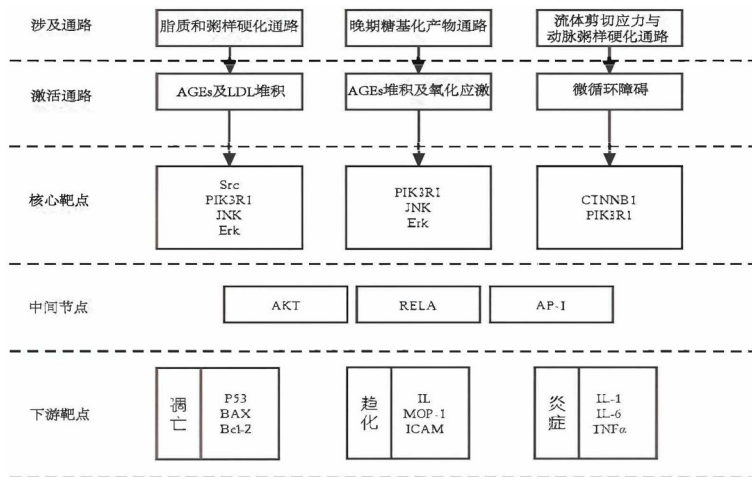 涉及通路
脂质和粥样硬化通路
晚期糖基化产物通路
流体剪切应力与
动脉粥样硬化通路
激活通路
AGEs及LDL堆积
AGEs堆积及氧化应激
微循环障碍
核心靶点
Src
PIK3R1
JNK
Erk
PIK3R1
JNK
Erk
CTNNB1
PIK3R1
中间节点
AKT
RELA
AP-1
下游靶点
凋亡
P53
BAX
Bcl-2
趋化
IL
MOP-1
ICAM
炎症
IL-1
IL-6
TNFα